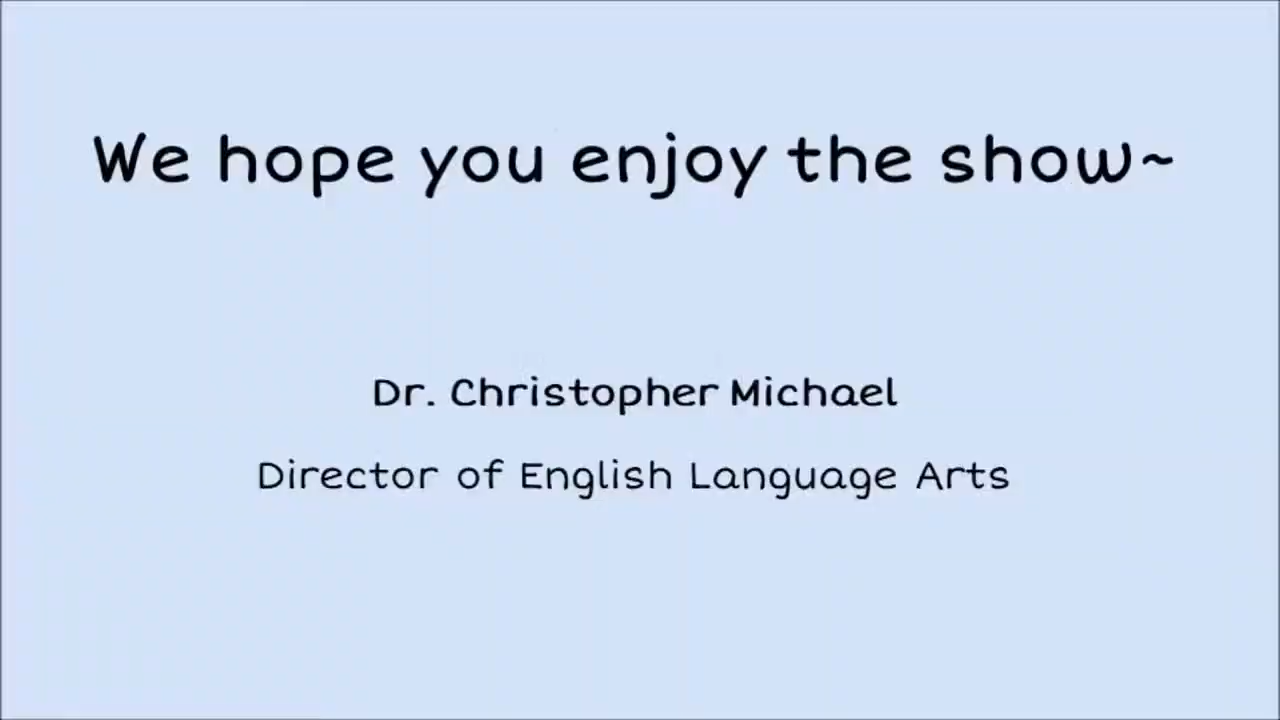 We hope you enjoy the show~
Dr. Christopher Michael
Director of English Language Arts